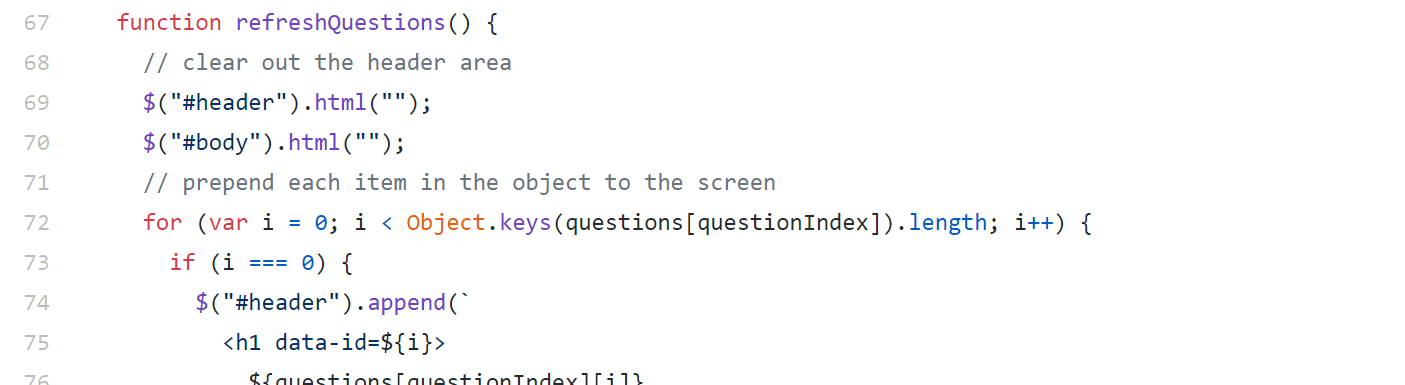 67 function refreshQuestions() {
68 // clear out the header area
69 $("#header").html("");
70 $("#body").html("");
71 // prepend each item in the object to the screen
72 for (var i = 0; i < Object.keys(questions[questionIndex]).length; i++) {
73 if (i === 0) {
74 $("#header").append(`
75 <h1 data-id=${i}>
76 ${questions[questionIndex][i]}